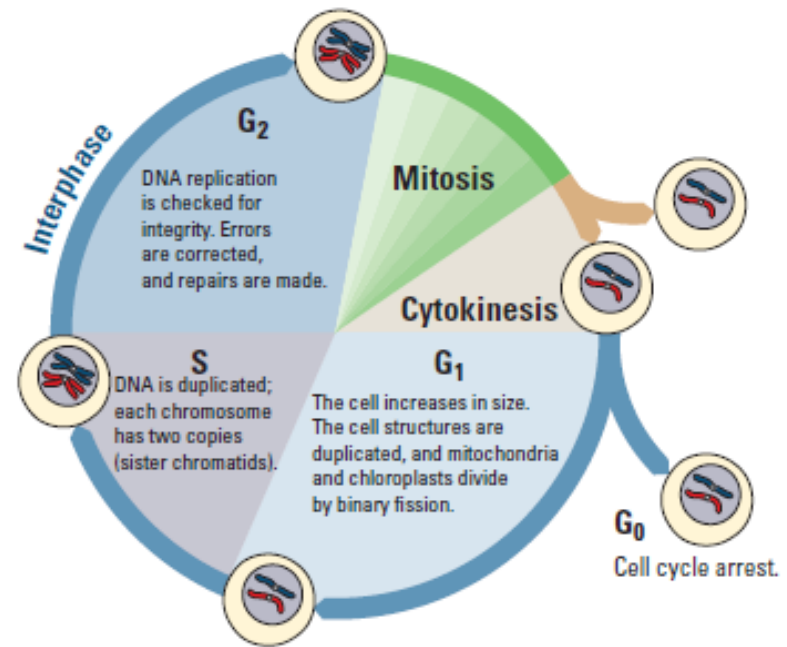 Interphase
G2
DNA replication
is checked for
integrity. Errors
are corrected,
and repairs are made.
Mitosis
Cytokinesis
S
DNA is duplicated;
each chromosome
has two copies
(sister chromatids).
G1
The cell increases in size.
The cell structures are
duplicated, and mitochondria
and chloroplasts divide
by binary fission.
G0
Cell cycle arrest.